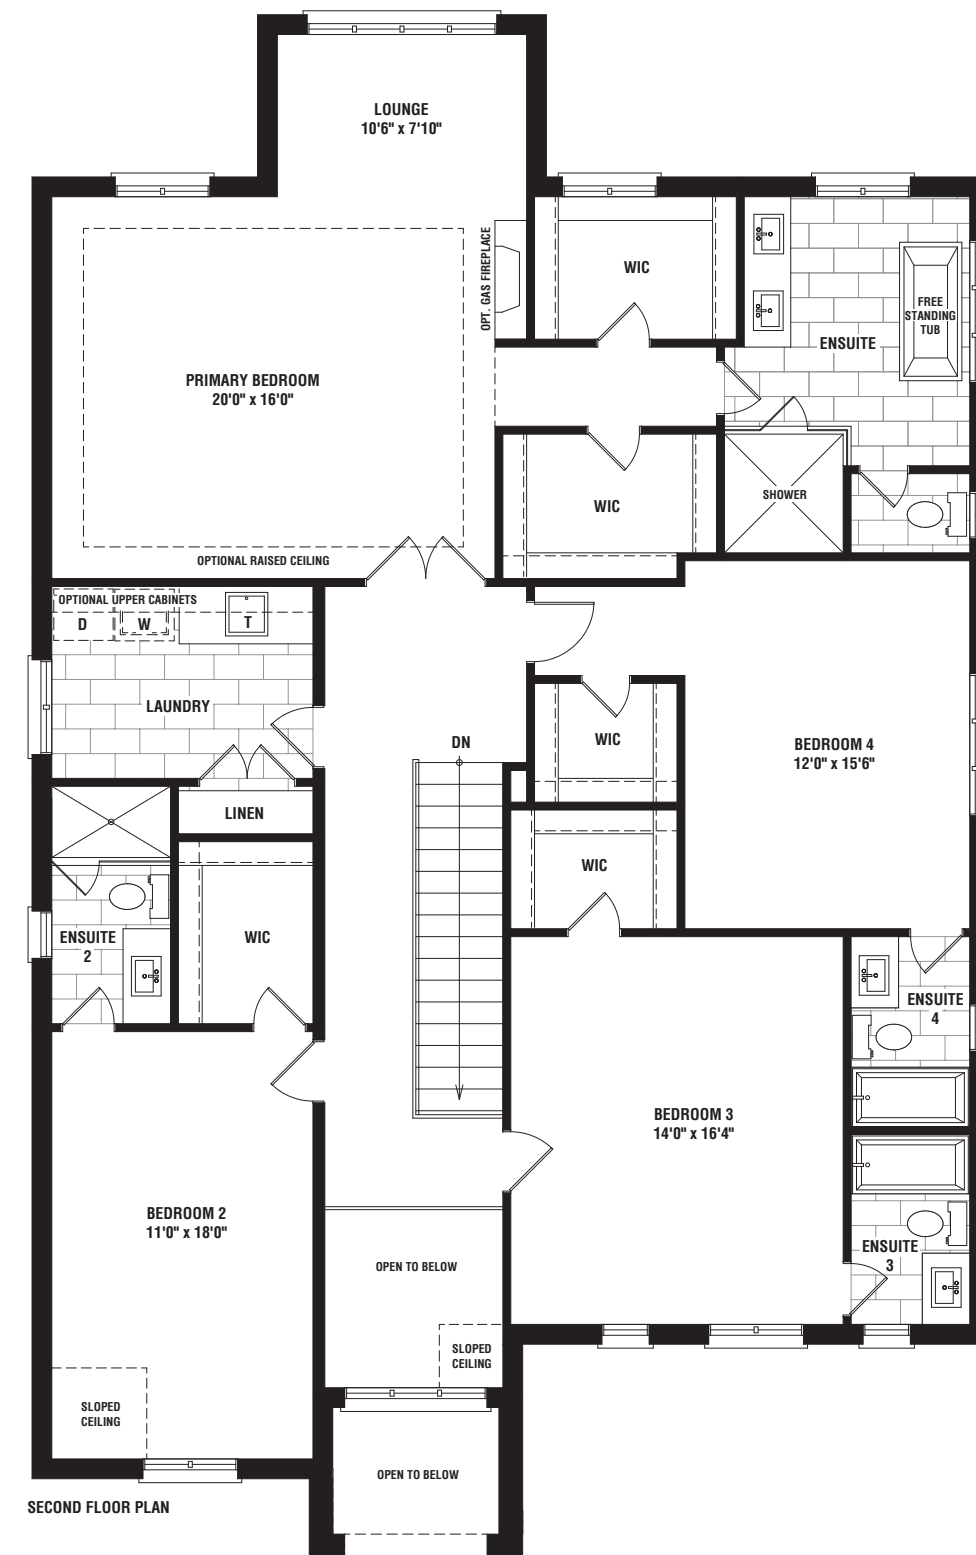 LOUNGE
10'6" x 7'10"
WIC
OPT. GAS FIREPLACE
FREE
STANDING
TUB
ENSUITE
PRIMARY BEDROOM
20'0" x 16'0"
SHOWER
WIC
OPTIONAL RAISED CEILING
OPTIONAL UPPER CABINETS
D
W
T
LAUNDRY
DN
WIC
BEDROOM 4
12'0" x 15'6"
LINEN
WIC
ENSUITE
2
WIC
ENSUITE
4
BEDROOM 3
14'0" x 16'4"
BEDROOM 2
11'0" x 18'0"
ENSUITE
3
OPEN TO BELOW
SLOPED
CEILING
SLOPED
CEILING
OPEN TO BELOW
SECOND FLOOR PLAN